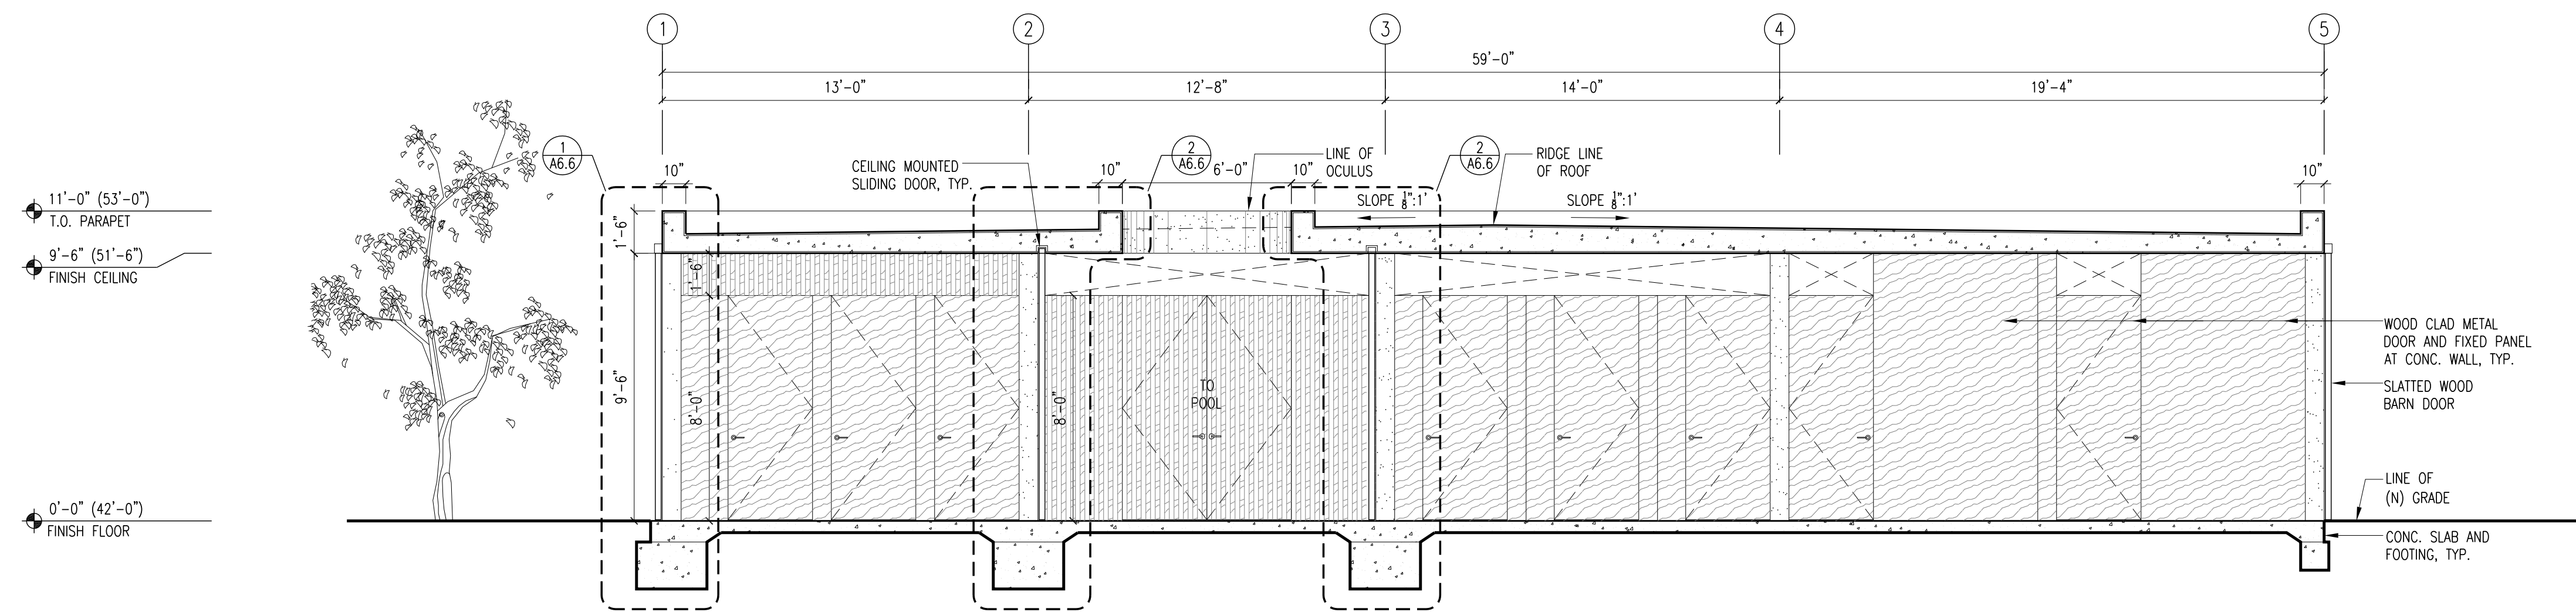 1
2
3
4
5
59'-0"
13'-0"
12'-8"
14'-0"
19'-4"
1
A6.6
10"
CEILING MOUNTED
SLIDING DOOR, TYP.
10"
2
A6.6
6'-0"
LINE OF
OCULUS
10"
2
A6.6
RIDGE LINE
OF ROOF
SLOPE 1/8":1'
SLOPE 1/8":1'
10"
11'-0" (53'-0")
T.O. PARAPET
9'-6" (51'-6")
FINISH CEILING
0'-0" (42'-0")
FINISH FLOOR
1'-6"
9'-6"
1'-6"
8'-0"
8'-0"
TO
POOL
WOOD CLAD METAL
DOOR AND FIXED PANEL
AT CONC. WALL, TYP.
SLATTED WOOD
BARN DOOR
LINE OF
(N) GRADE
CONC. SLAB AND
FOOTING, TYP.